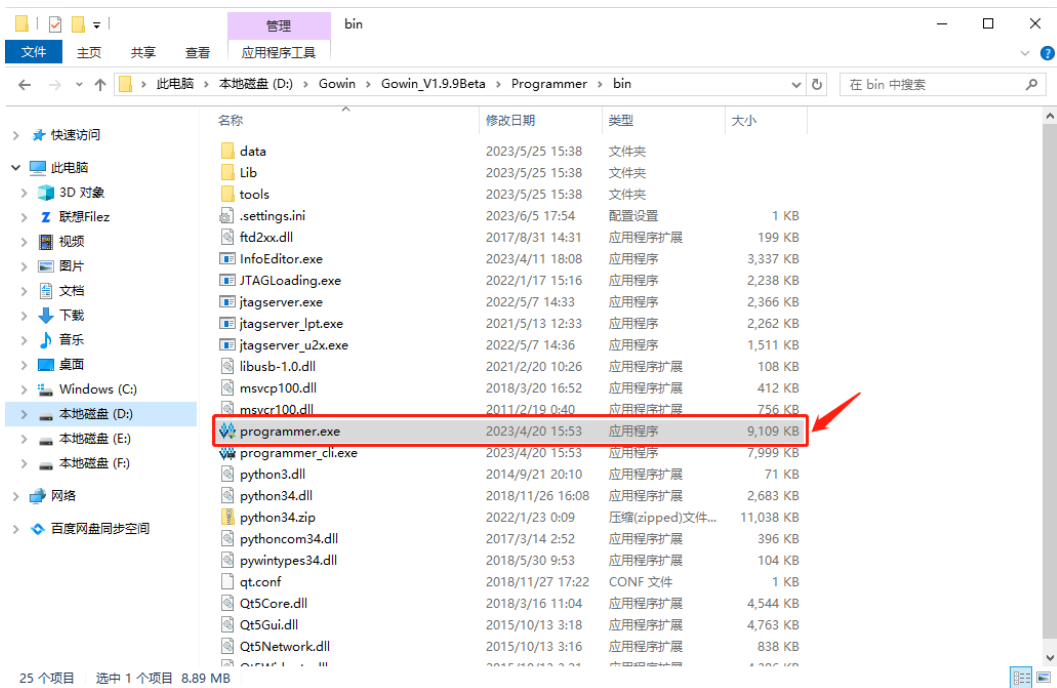 管理 bin
文件 主页 共享 查看 应用程序工具
此电脑 › 本地磁盘 (D:) › Gowin › Gowin_V1.9.9Beta › Programmer › bin 在 bin 中搜索
名称 修改日期 类型 大小
快速访问
此电脑
3D 对象
联想Filez
视频
图片
文档
下载
音乐
桌面
Windows (C:)
本地磁盘 (D:)
本地磁盘 (E:)
本地磁盘 (F:)
网络
百度网盘同步空间
data 2023/5/25 15:38 文件夹
Lib 2023/5/25 15:38 文件夹
tools 2023/5/25 15:38 文件夹
.settings.ini 2023/6/5 17:54 配置设置 1 KB
ftd2xx.dll 2017/8/31 14:31 应用程序扩展 199 KB
InfoEditor.exe 2023/4/11 18:08 应用程序 3,337 KB
JTAGLoading.exe 2022/1/17 15:16 应用程序 2,238 KB
jtagserver.exe 2022/5/7 14:33 应用程序 2,366 KB
jtagserver_lpt.exe 2021/5/13 12:33 应用程序 2,262 KB
jtagserver_u2x.exe 2022/5/7 14:36 应用程序 1,511 KB
libusb-1.0.dll 2021/2/20 10:26 应用程序扩展 108 KB
msvcp100.dll 2018/3/20 16:52 应用程序扩展 412 KB
msvcr100.dll 2011/2/19 0:40 应用程序扩展 756 KB
programmer.exe 2023/4/20 15:53 应用程序 9,109 KB
programmer_cli.exe 2023/4/20 15:53 应用程序 7,999 KB
python3.dll 2014/9/21 20:10 应用程序扩展 71 KB
python34.dll 2018/11/26 16:08 应用程序扩展 2,683 KB
python34.zip 2022/1/23 0:09 压缩(zipped)文件... 11,038 KB
pythoncom34.dll 2017/3/14 2:52 应用程序扩展 396 KB
pywintypes34.dll 2018/5/30 9:53 应用程序扩展 104 KB
qt.conf 2018/11/27 17:22 CONF 文件 1 KB
Qt5Core.dll 2018/3/16 11:04 应用程序扩展 4,544 KB
Qt5Gui.dll 2015/10/13 3:18 应用程序扩展 4,763 KB
Qt5Network.dll 2015/10/13 3:16 应用程序扩展 838 KB
25 个项目 选中 1 个项目 8.89 MB